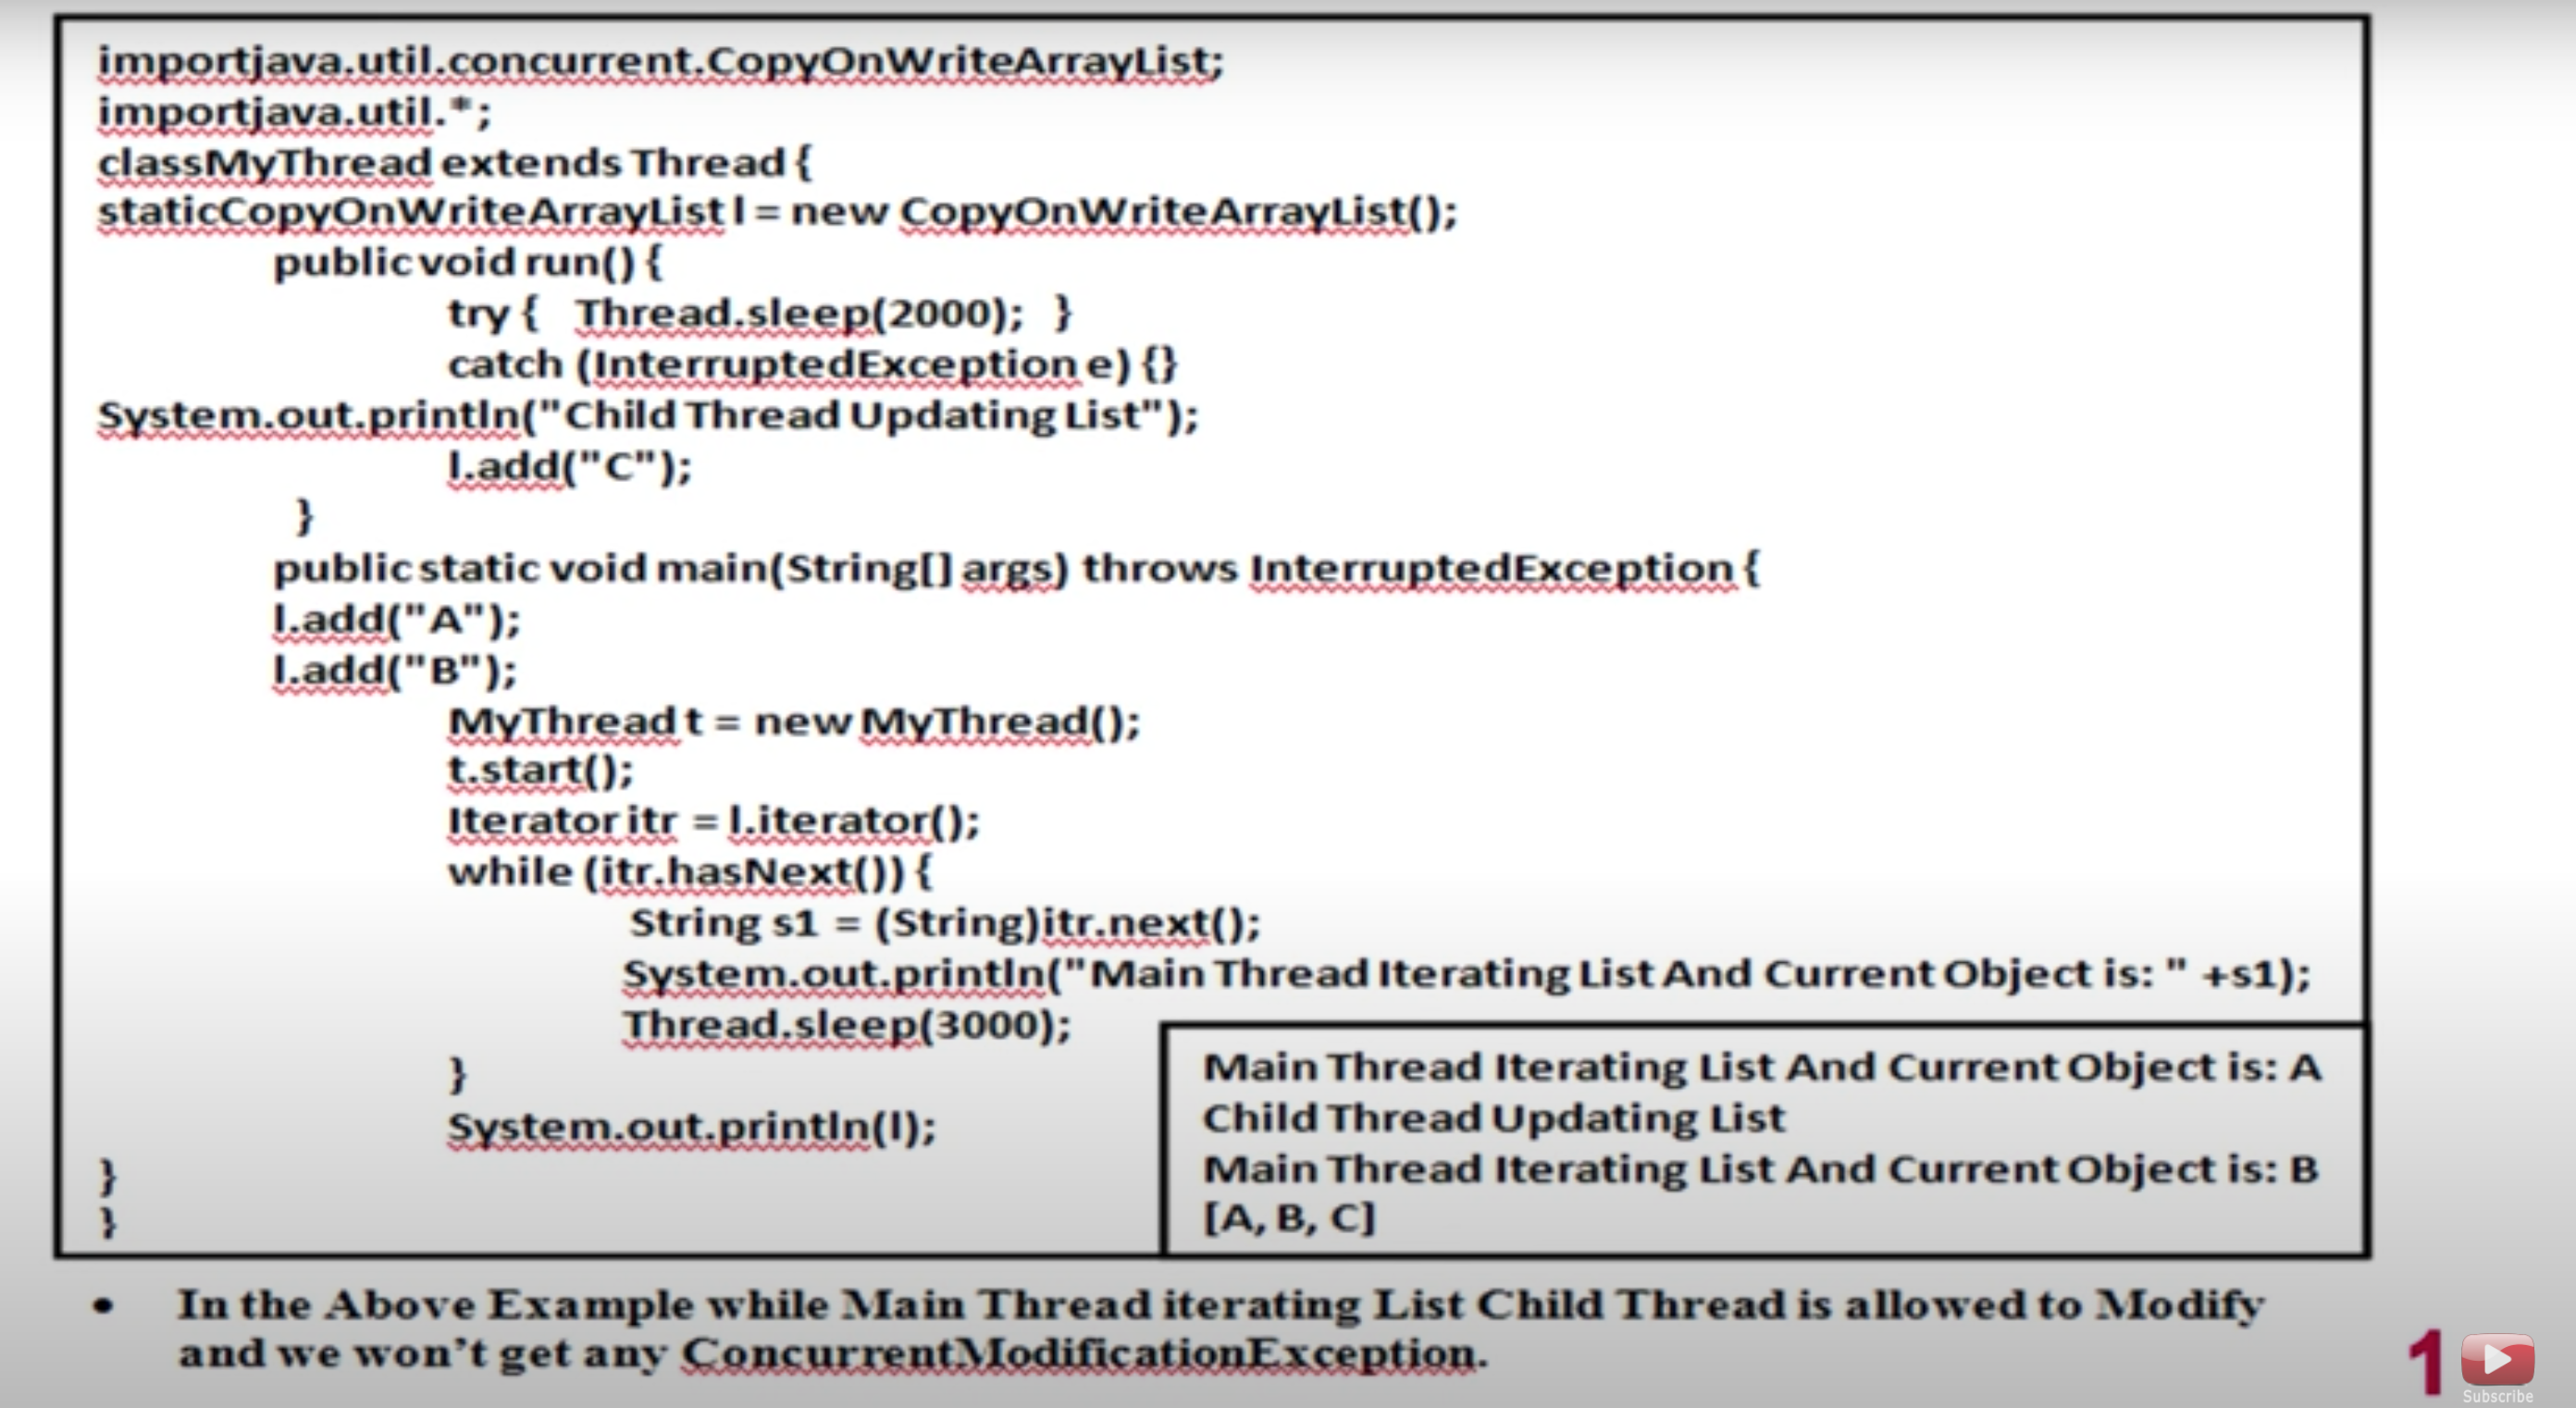 importjava.util.concurrent.CopyOnWriteArrayList;
importjava.util.*;
classMyThread extends Thread {
staticCopyOnWriteArrayList l = new CopyOnWriteArrayList();
public void run() {
try { Thread.sleep(2000); }
catch (InterruptedException e) {}
System.out.println("Child Thread Updating List");
l.add("C");
}
public static void main(String[] args) throws InterruptedException {
l.add("A");
l.add("B");
MyThread t = new MyThread();
t.start();
Iterator itr = l.iterator();
while (itr.hasNext()) {
String s1 = (String)itr.next();
System.out.println("Main Thread Iterating List And Current Object is: " +s1);
Thread.sleep(3000);
}
System.out.println(l);
}
}
Main Thread Iterating List And Current Object is: A
Child Thread Updating List
Main Thread Iterating List And Current Object is: B
[A, B, C]
• In the Above Example while Main Thread iterating List Child Thread is allowed to Modify
and we won't get any ConcurrentModificationException.
1
Subscribe